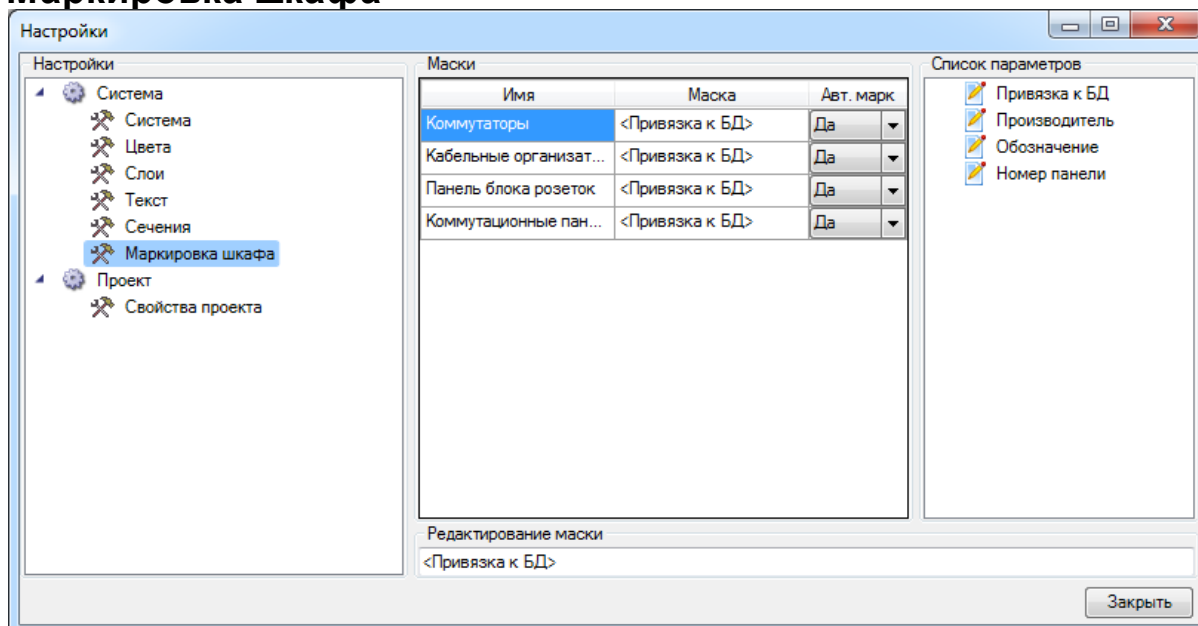 Маркировка шкафа
Настройки
Настройки
Система
Система
Цвета
Слои
Текст
Сечения
Маркировка шкафа
Проект
Свойства проекта
Маски
Имя Маска Авт. марк
Коммутаторы <Привязка к БД> Да
Кабельные организат... <Привязка к БД> Да
Панель блока розеток <Привязка к БД> Да
Коммутационные пан... <Привязка к БД> Да
Редактирование маски
<Привязка к БД>
Список параметров
Привязка к БД
Производитель
Обозначение
Номер панели
Закрыть